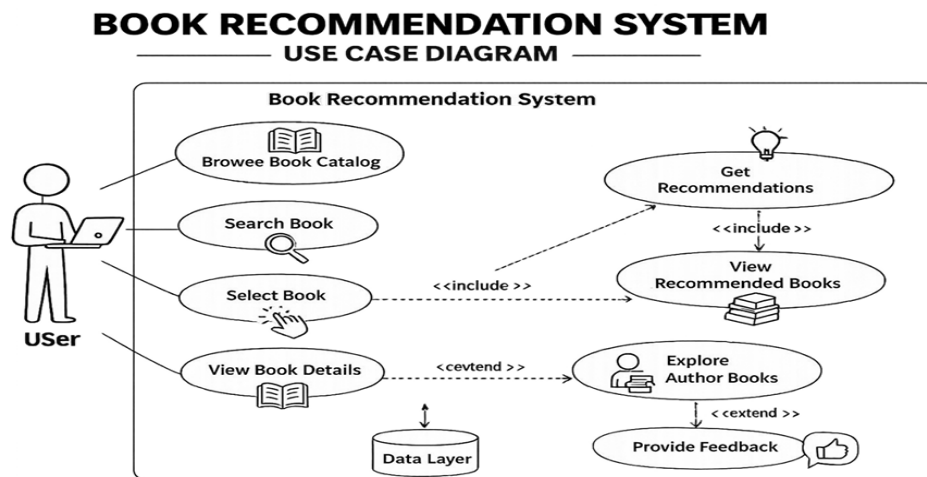 BOOK RECOMMENDATION SYSTEM
USE CASE DIAGRAM
Book Recommendation System
Browee Book Catalog
Get
Recommendations
Search Book
<<include >>
<<include >>
View
Recommended Books
Select Book
USer
View Book Details
<cevtend >>
Explore
Author Books
<<extend >>
Data Layer
Provide Feedback